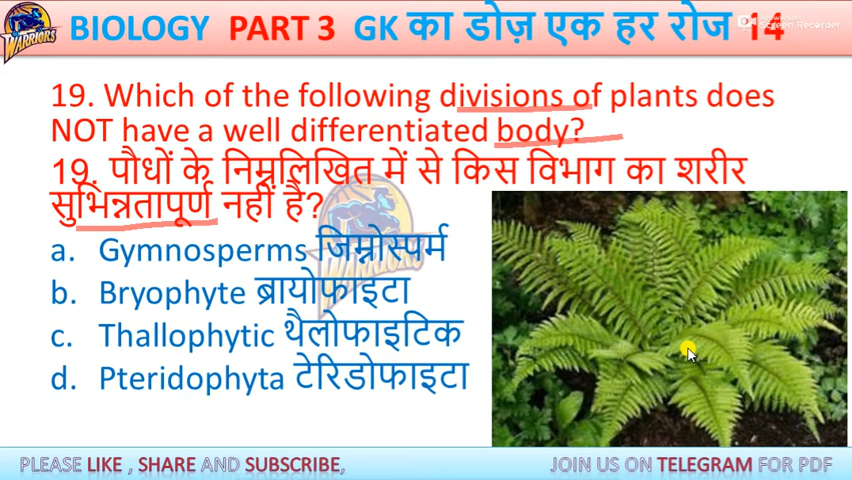 WARRIORS
BIOLOGY PART 3 GK का डोज़ एक हर रोज 14
Screen Recorder
19. Which of the following divisions of plants does
NOT have a well differentiated body?
19. पौधों के निम्नलिखित में से किस विभाग का शरीर
सुभिन्नतापूर्ण नहीं है?
a. Gymnosperms जिम्नोस्पर्म
b. Bryophyte ब्रायोफाइटा
c. Thallophytic थैलोफाइटिक
d. Pteridophyta टेरिडोफाइटा
PLEASE LIKE , SHARE AND SUBSCRIBE,
JOIN US ON TELEGRAM FOR PDF